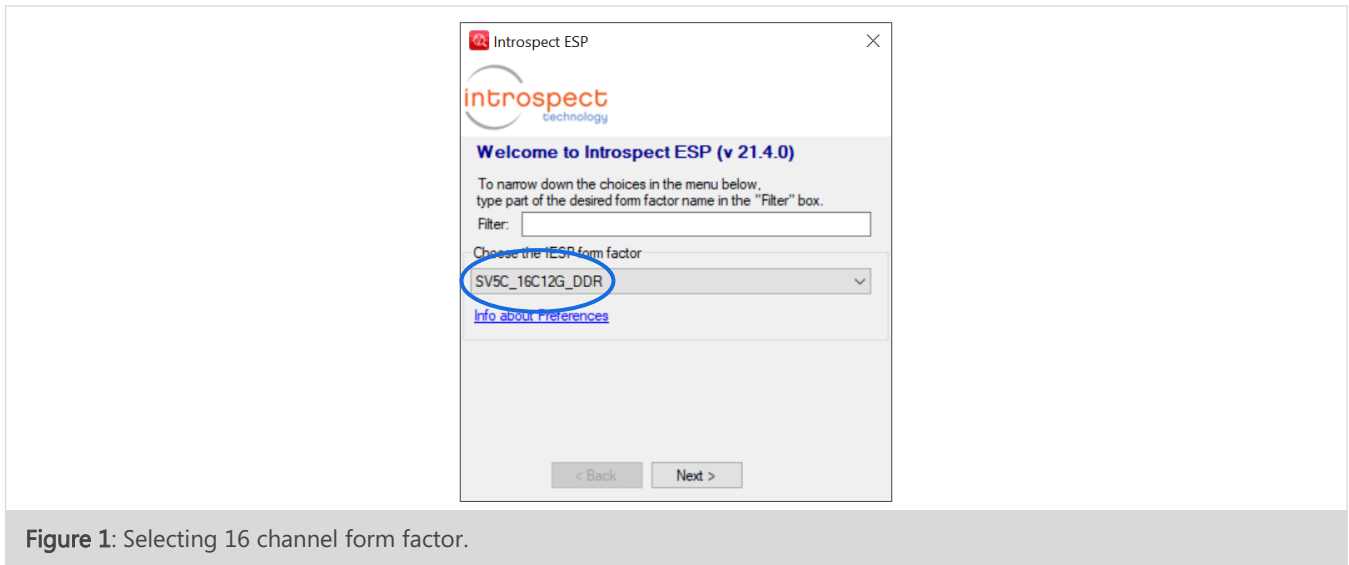 Introspect ESP
introspect
technology
Welcome to Introspect ESP (v 21.4.0)
To narrow down the choices in the menu below,
type part of the desired form factor name in the "Filter" box.
Filter:
Choose the IESP form factor
SV5C_16C12G_DDR
Info about Preferences
< Back
Next >
Figure 1: Selecting 16 channel form factor.